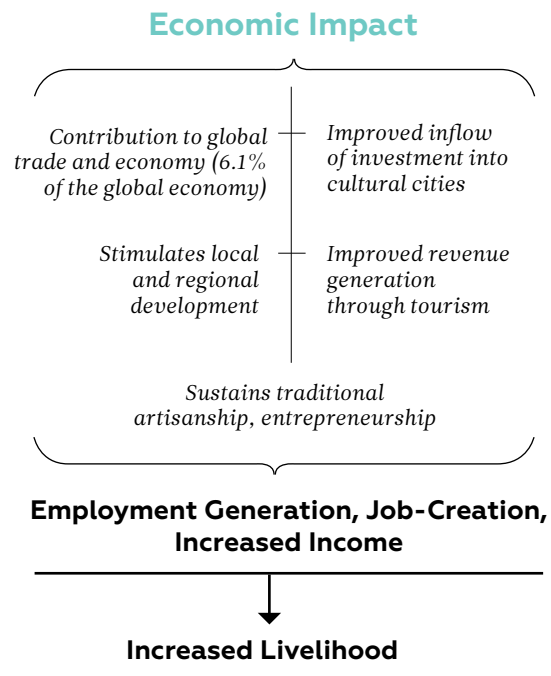 Economic Impact
Contribution to global
trade and economy (6.1%
of the global economy)
Improved inflow
of investment into
cultural cities
Stimulates local
and regional
development
Improved revenue
generation
through tourism
Sustains traditional
artisanship, entrepreneurship
Employment Generation, Job-Creation,
Increased Income
Increased Livelihood